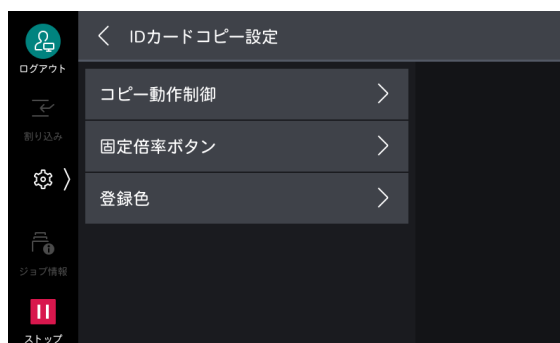 IDカードコピー設定
ログアウト
コピー動作制御
割り込み
固定倍率ボタン
登録色
ジョブ情報
ストップ